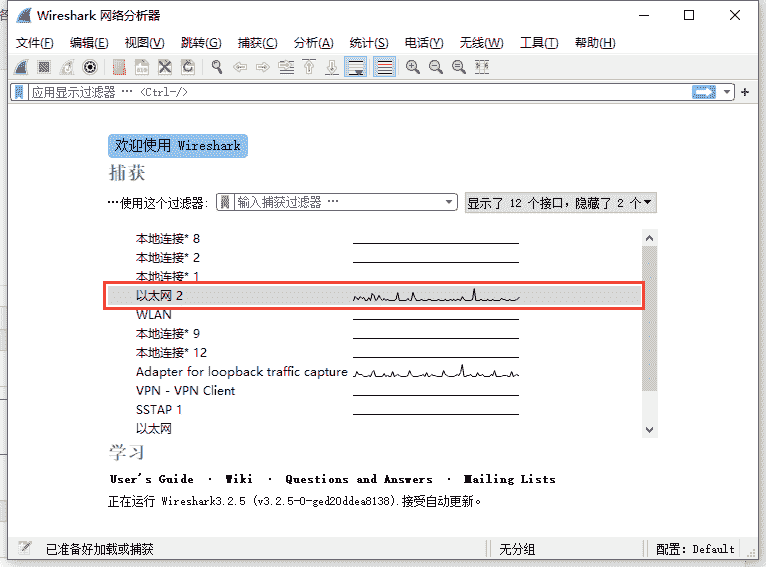 Wireshark 网络分析器
文件(F) 编辑(E) 视图(V) 跳转(G) 捕获(C) 分析(A) 统计(S) 电话(Y) 无线(W) 工具(T) 帮助(H)
应用显示过滤器 … <Ctrl-/>
欢迎使用 Wireshark
捕获
…使用这个过滤器: 输入捕获过滤器 … 显示了 12 个接口，隐藏了 2 个
本地连接* 8
本地连接* 2
本地连接* 1
以太网 2
WLAN
本地连接* 9
本地连接* 12
Adapter for loopback traffic capture
VPN - VPN Client
SSTAP 1
以太网
学习
User's Guide · Wiki · Questions and Answers · Mailing Lists
正在运行 Wireshark3.2.5 (v3.2.5-0-ged20ddea8138).接受自动更新。
已准备好加载或捕获 无分组 配置: Default